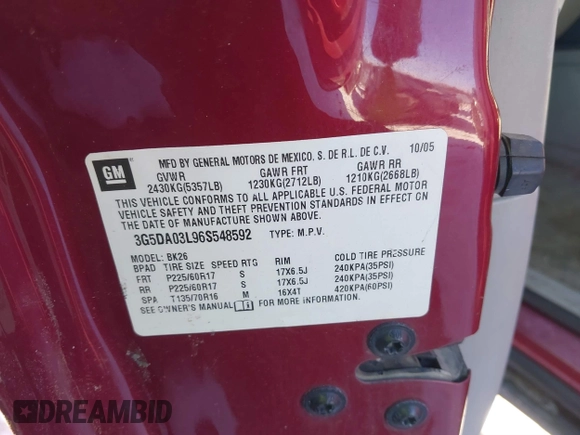 GM
MFD BY GENERAL MOTORS DE MEXICO, S. DE R.L. DE C.V. 10/05
GVWR GAWR FRT GAWR RR
2430KG(5357LB) 1230KG(2712LB) 1210KG(2668LB)
THIS VEHICLE CONFORMS TO ALL APPLICABLE U.S. FEDERAL MOTOR
VEHICLE SAFETY AND THEFT PREVENTION STANDARDS IN EFFECT ON
THE DATE OF MANUFACTURE SHOWN ABOVE.
3G5DA03L96S548592 TYPE: M.P.V.
MODEL: BK26
BPAD TIRE SIZE SPEED RTG RIM COLD TIRE PRESSURE
FRT P225/60R17 S 17X6.5J 240KPA(35PSI)
RR P225/60R17 S 17X6.5J 240KPA(35PSI)
SPA T135/70R16 M 16X4T 420KPA(60PSI)
SEE OWNER'S MANUAL FOR ADDITIONAL INFORMATION.
DREAMBID